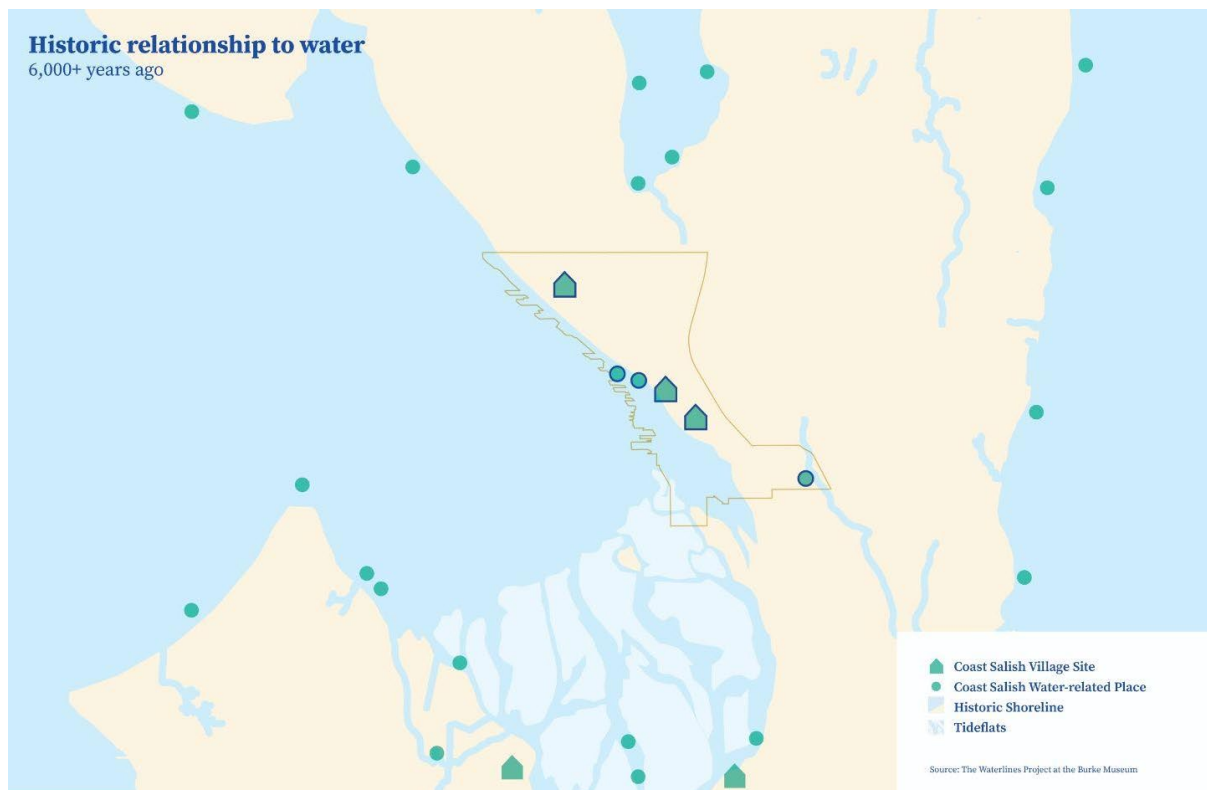 Historic relationship to water
6,000+ years ago
Coast Salish Village Site
Coast Salish Water-related Place
Historic Shoreline
Tideflats
Source: The Waterlines Project at the Burke Museum